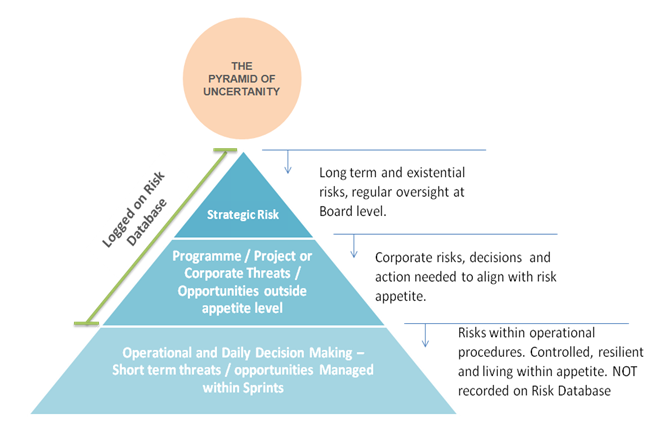 THE
PYRAMID OF
UNCERTANITY
Logged on Risk
Database
Strategic Risk
Long term and existential
risks, regular oversight at
Board level.
Programme / Project or
Corporate Threats /
Opportunities outside
appetite level
Corporate risks, decisions and
action needed to align with risk
appetite.
Operational and Daily Decision Making –
Short term threats / opportunities Managed
within Sprints
Risks within operational
procedures. Controlled, resilient
and living within appetite. NOT
recorded on Risk Database